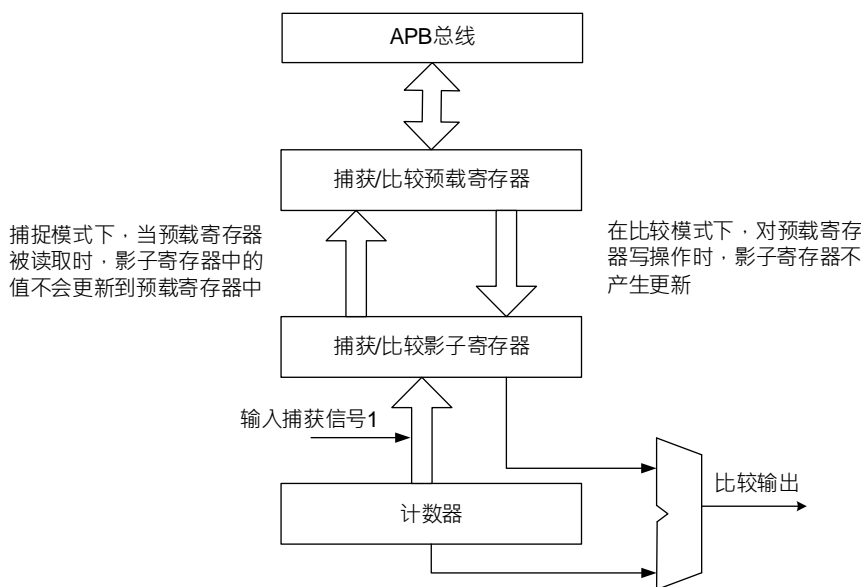 APB总线
捕获/比较预载寄存器
捕捉模式下，当预载寄存器
被读取时，影子寄存器中的
值不会更新到预载寄存器中
在比较模式下，对预载寄存
器写操作时，影子寄存器不
产生更新
捕获/比较影子寄存器
输入捕获信号1
比较输出
计数器